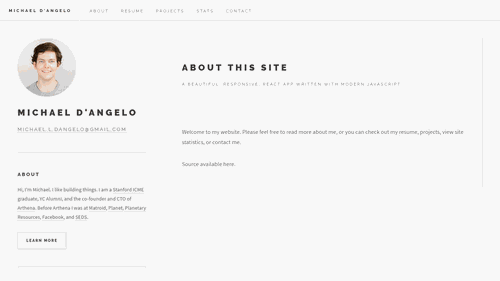 MICHAEL D'ANGELO
ABOUT
RESUME
PROJECTS
STATS
CONTACT
MICHAEL D'ANGELO
MICHAEL.L.DANGELO@GMAIL.COM
ABOUT
Hi, I'm Michael. I like building things. I am a Stanford ICME
graduate, YC Alumni, and the co-founder and CTO of
Arthena. Before Arthena I was at Matroid, Planet, Planetary
Resources, Facebook, and SEDS.
LEARN MORE
ABOUT THIS SITE
A BEAUTIFUL, RESPONSIVE, REACT APP WRITTEN WITH MODERN JAVASCRIPT
Welcome to my website. Please feel free to read more about me, or you can check out my resume, projects, view site
statistics, or contact me.
Source available here.